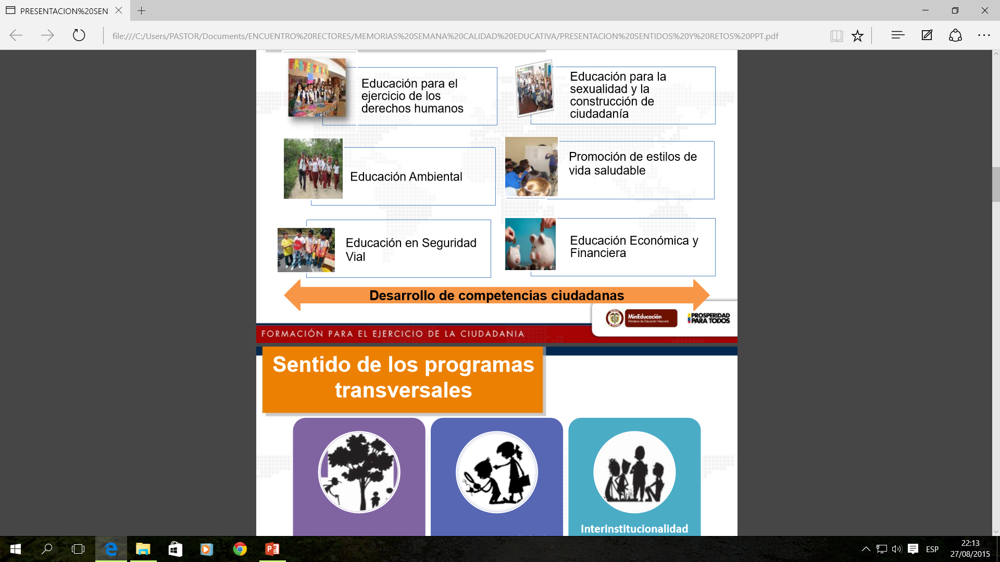 PRESENTACION%20SEN
file:///C:/Users/PASTOR/Documents/ENCUENTRO%20RECTORES/MEMORIAS%20SEMANA%20CALIDAD%20EDUCATIVA/PRESENTACION%20SENTIDOS%20Y%20RETOS%20PPT.pdf
Educación para el
ejercicio de los
derechos humanos
Educación para la
sexualidad y la
construcción de
ciudadanía
Educación Ambiental
Promoción de estilos de
vida saludable
Educación en Seguridad
Vial
Educación Económica y
Financiera
Desarrollo de competencias ciudadanas
MinEducación
Ministerio de Educación Nacional
PROSPERIDAD
PARA TODOS
FORMACIÓN PARA EL EJERCICIO DE LA CIUDADANIA
Sentido de los programas
transversales
Interinstitucionalidad
ESP
22:13
27/08/2015